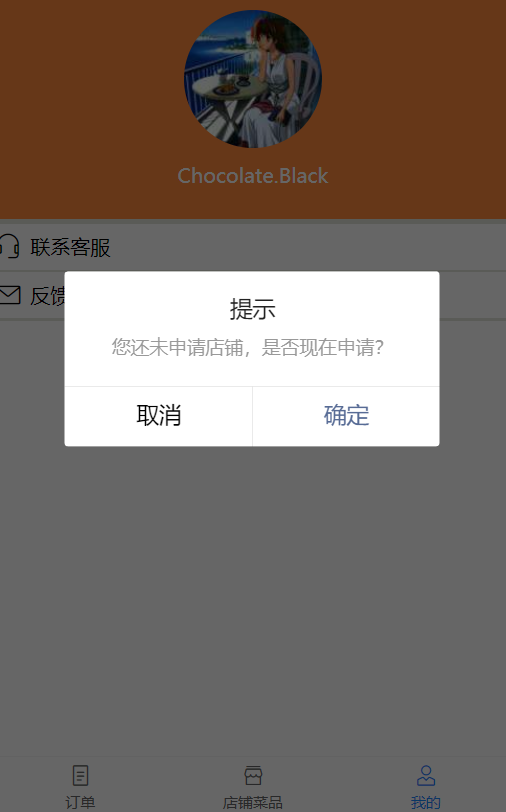 Chocolate.Black
联系客服
反馈
提示
您还未申请店铺，是否现在申请？
取消
确定
订单
店铺菜品
我的